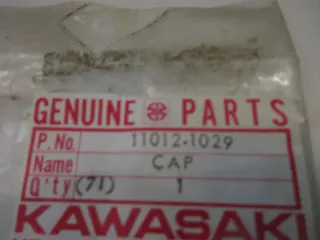 GENUINE PARTS
P. No. 11012-1029
Name CAP
Q'ty (71) 1
KAWASAKI